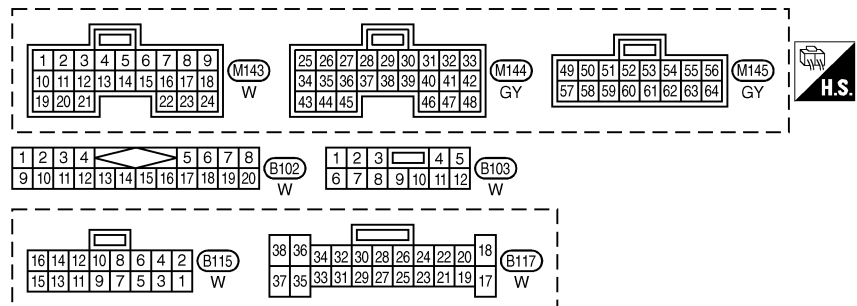 1 2 3 4 5 6 7 8 9
10 11 12 13 14 15 16 17 18
19 20 21 22 23 24
M143
W
25 26 27 28 29 30 31 32 33
34 35 36 37 38 39 40 41 42
43 44 45 46 47 48
M144
GY
49 50 51 52 53 54 55 56
57 58 59 60 61 62 63 64
M145
GY
H.S.
1 2 3 4 5 6 7 8
9 10 11 12 13 14 15 16 17 18 19 20
B102
W
1 2 3 4 5
6 7 8 9 10 11 12
B103
W
16 14 12 10 8 6 4 2
15 13 11 9 7 5 3 1
B115
W
38 36 34 32 30 28 26 24 22 20 18
37 35 33 31 29 27 25 23 21 19 17
B117
W